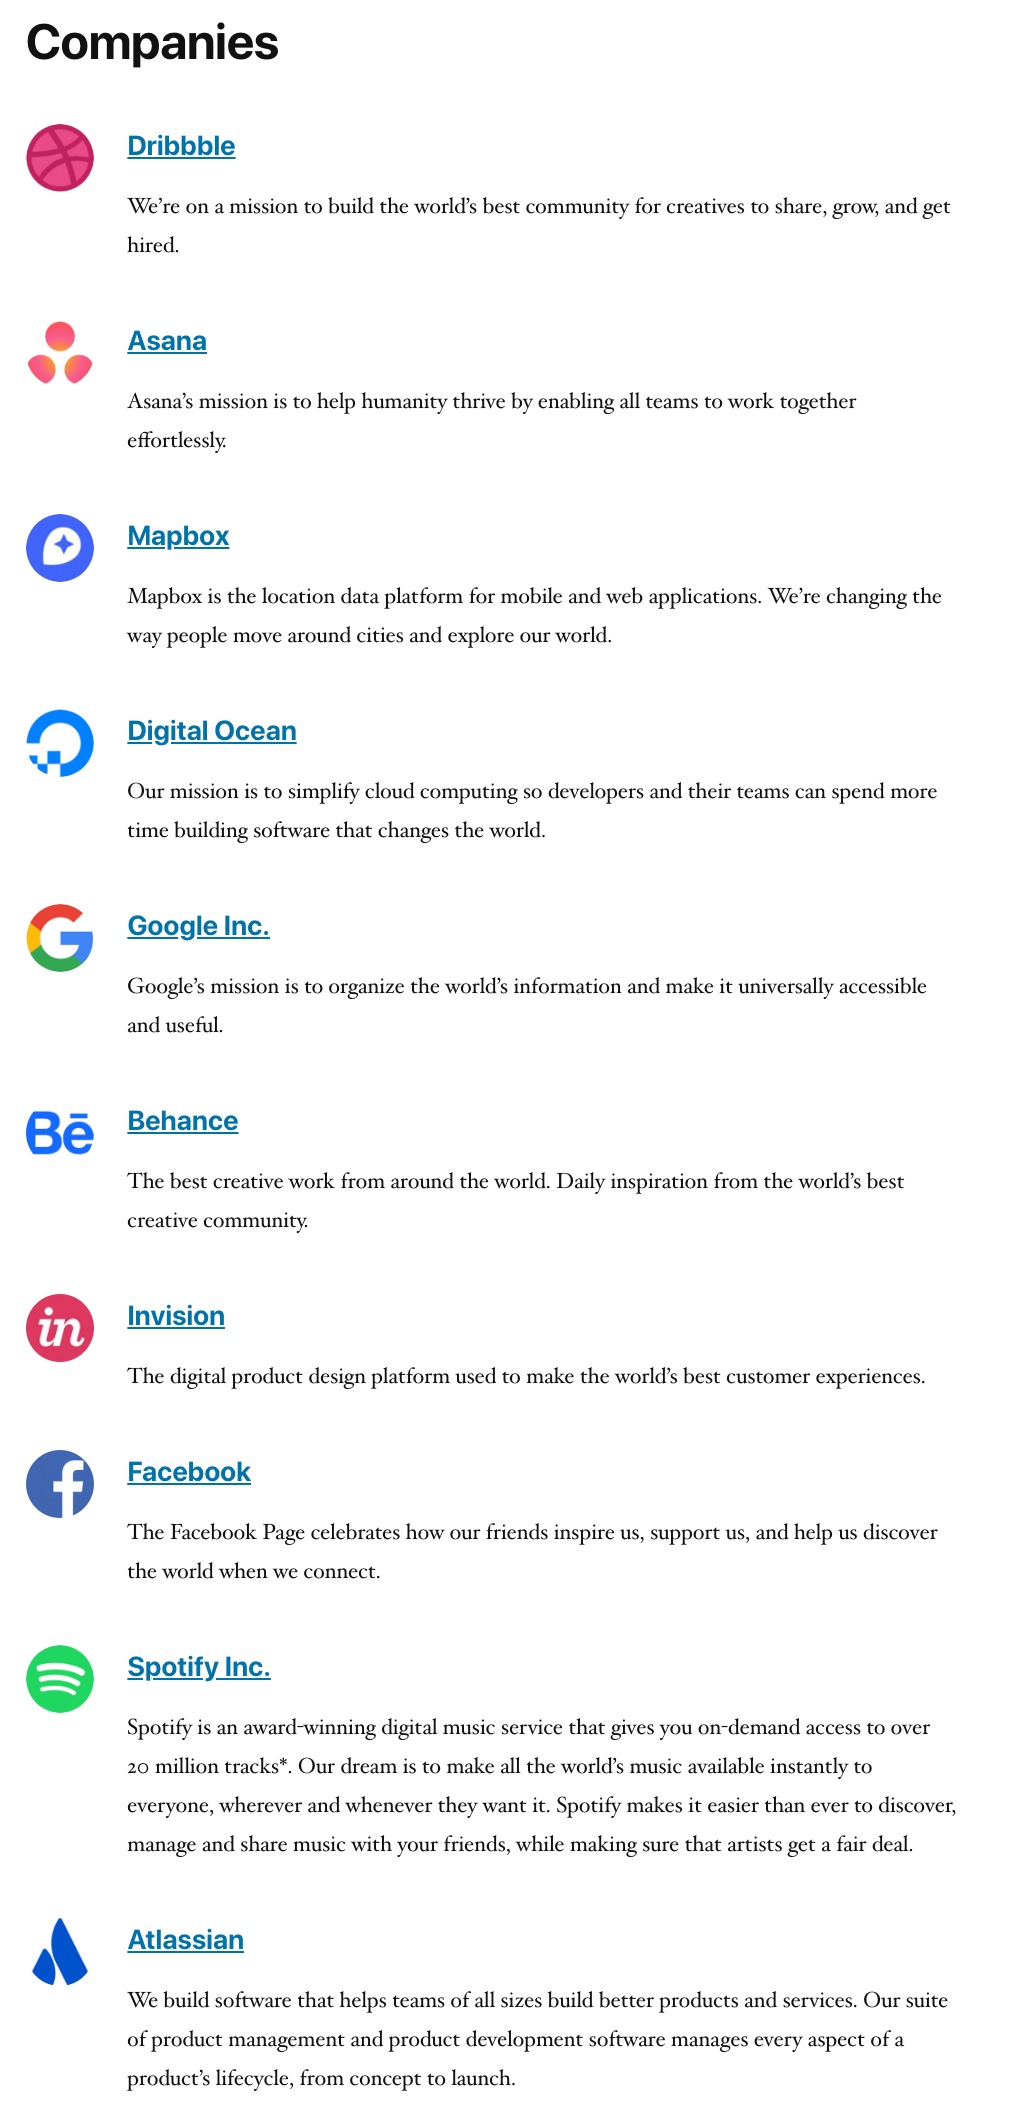 Companies
Dribbble
We’re on a mission to build the world’s best community for creatives to share, grow, and get
hired.
Asana
Asana’s mission is to help humanity thrive by enabling all teams to work together
effortlessly.
Mapbox
Mapbox is the location data platform for mobile and web applications. We’re changing the
way people move around cities and explore our world.
Digital Ocean
Our mission is to simplify cloud computing so developers and their teams can spend more
time building software that changes the world.
Google Inc.
Google’s mission is to organize the world’s information and make it universally accessible
and useful.
Bē
Behance
The best creative work from around the world. Daily inspiration from the world’s best
creative community.
in
Invision
The digital product design platform used to make the world’s best customer experiences.
Facebook
The Facebook Page celebrates how our friends inspire us, support us, and help us discover
the world when we connect.
Spotify Inc.
Spotify is an award-winning digital music service that gives you on-demand access to over
20 million tracks*. Our dream is to make all the world’s music available instantly to
everyone, wherever and whenever they want it. Spotify makes it easier than ever to discover,
manage and share music with your friends, while making sure that artists get a fair deal.
Atlassian
We build software that helps teams of all sizes build better products and services. Our suite
of product management and product development software manages every aspect of a
product’s lifecycle, from concept to launch.